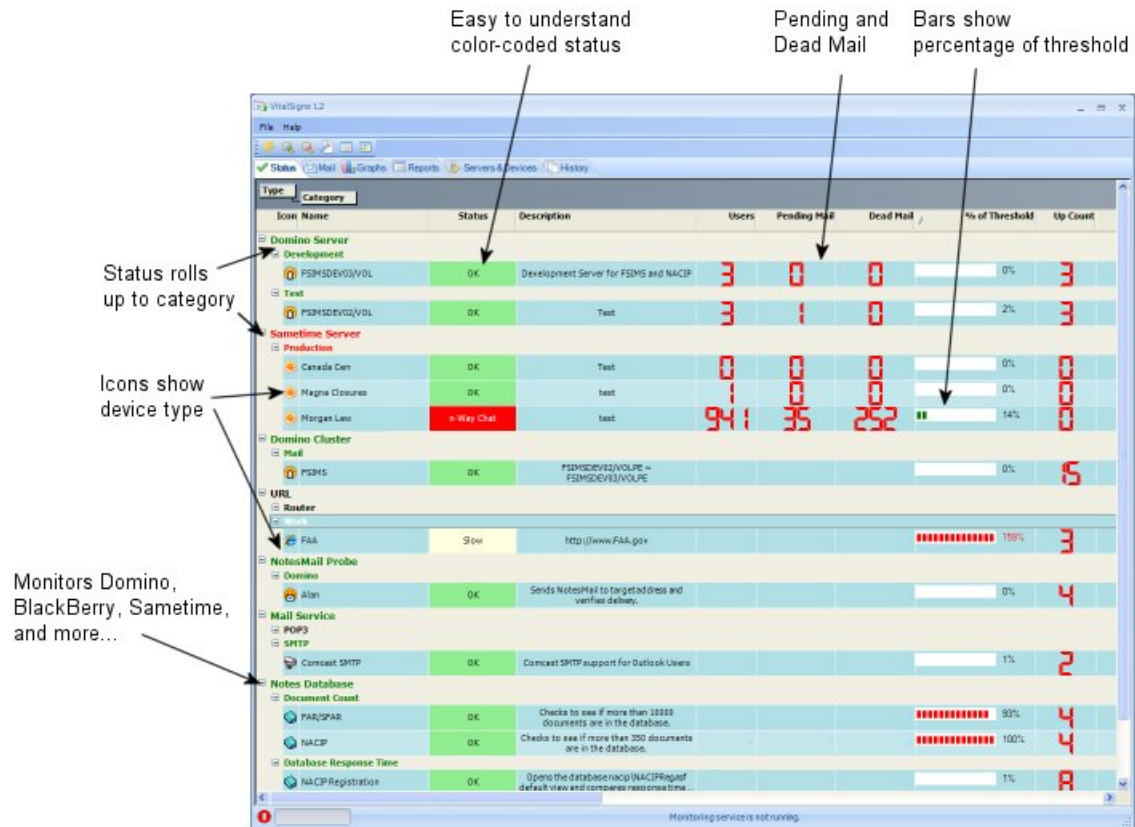 Easy to understand
color-coded status
Pending and
Dead Mail
Bars show
percentage of threshold
VitalSigns 1.2
File Help
Status Mail Graphs Reports Servers & Devices History
Type
Category
Icon Name Status Description Users Pending Mail Dead Mail / % of Threshold Up Count
Domino Server
Status rolls
up to category
Development
FSIMSDEV03/VOL OK Development Server for FSIMS and NACIP 3 0 0 0% 3
Test
FSIMSDEV02/VOL OK Test 3 1 0 2% 3
Sametime Server
Production
Icons show
device type
Canada Cen OK Test 0 0 0 0% 0
Magna Closures OK test 1 0 0 0% 0
Morgan Lew n-Way Chat test 941 35 252 14% 0
Domino Cluster
Mail
FSIMS OK FSIMSDEV02/VOLPE ~
FSIMSDEV03/VOLPE 0% 15
URL
Router
Work
FAA Slow http://www.FAA.gov 159% 3
NotesMail Probe
Domino
Monitors Domino,
BlackBerry, Sametime,
and more...
Alan OK Sends NotesMail to target address and
verifies delivery. 0% 4
Mail Service
POP3
SMTP
Comcast SMTP OK Comcast SMTP support for Outlook Users 1% 2
Notes Database
Document Count
FAR/SPAR OK Checks to see if more than 10000
documents are in the database. 93% 4
NACIP OK Checks to see if more than 350 documents
are in the database. 100% 4
Database Response Time
NACIP Registration OK Opens the database
default view and compares response time... 1%
Monitoring service is not running.